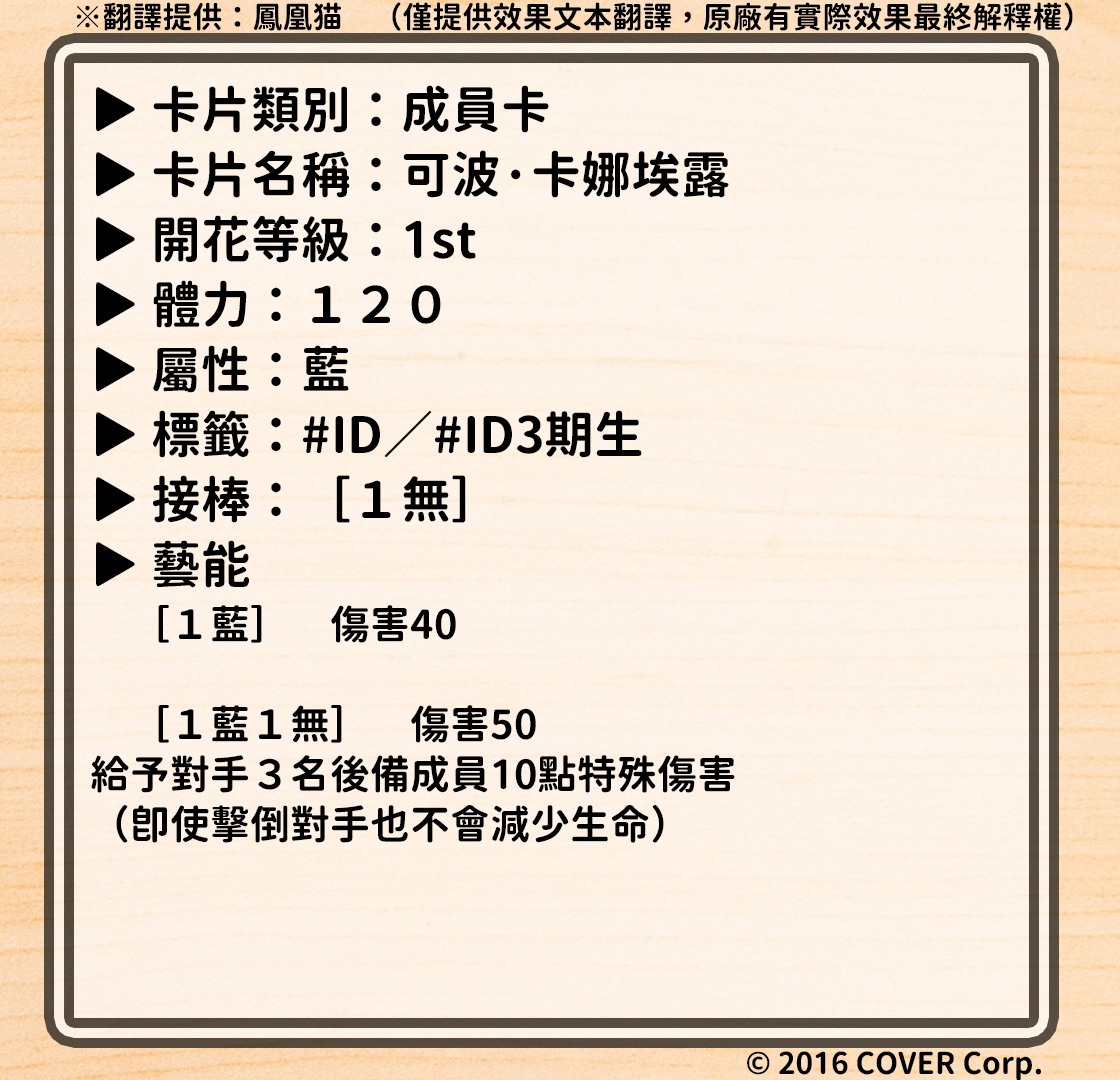 ※翻譯提供：鳳凰猫　（僅提供效果文本翻譯，原廠有實際效果最終解釋權）
▶ 卡片類別：成員卡
▶ 卡片名稱：可波·卡娜埃露
▶ 開花等級：1st
▶ 體力：１２０
▶ 屬性：藍
▶ 標籤：#ID／#ID3期生
▶ 接棒：［１無］
▶ 藝能
［１藍］　傷害40
［１藍１無］　傷害50
給予對手３名後備成員10點特殊傷害
（即使擊倒對手也不會減少生命）
© 2016 COVER Corp.